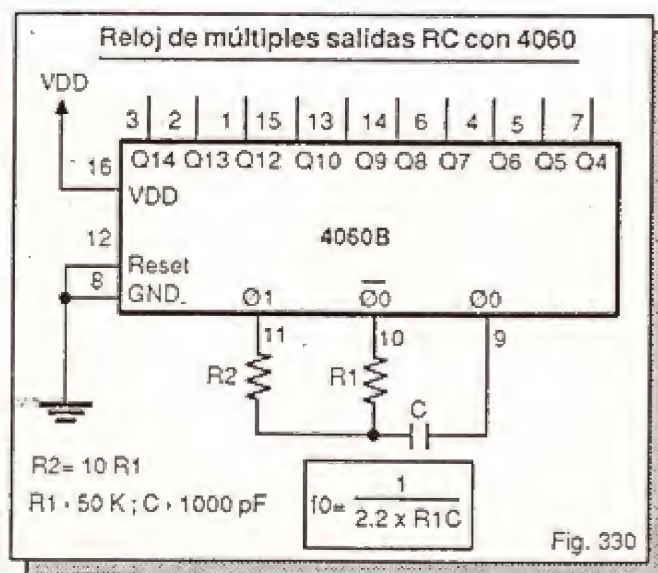 Reloj de múltiples salidas RC con 4060
VDD
3 2 1 15 13 14 6 4 5 7
Q14 Q13 Q12 Q10 Q9 Q8 Q7 Q6 Q5 Q4
16
VDD
12
4060B
Reset
8
GND
Ø1 Ø0 Ø0
11 10 9
R2 R1
C
R2= 10 R1
R1 › 50 K ; C › 1000 pF
f0= 1
2.2 x R1C
Fig. 330